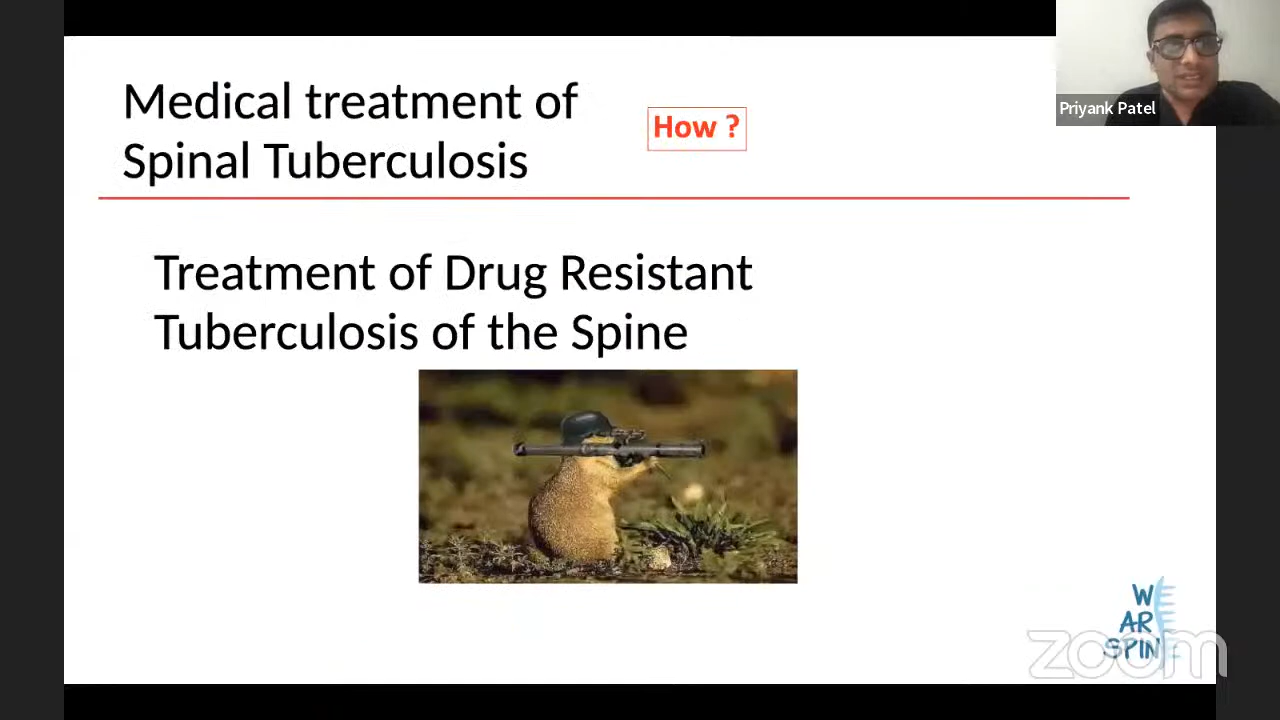 Medical treatment of
Spinal Tuberculosis
How ?
Priyank Patel
Treatment of Drug Resistant
Tuberculosis of the Spine
W
AR
SPIN
zoom